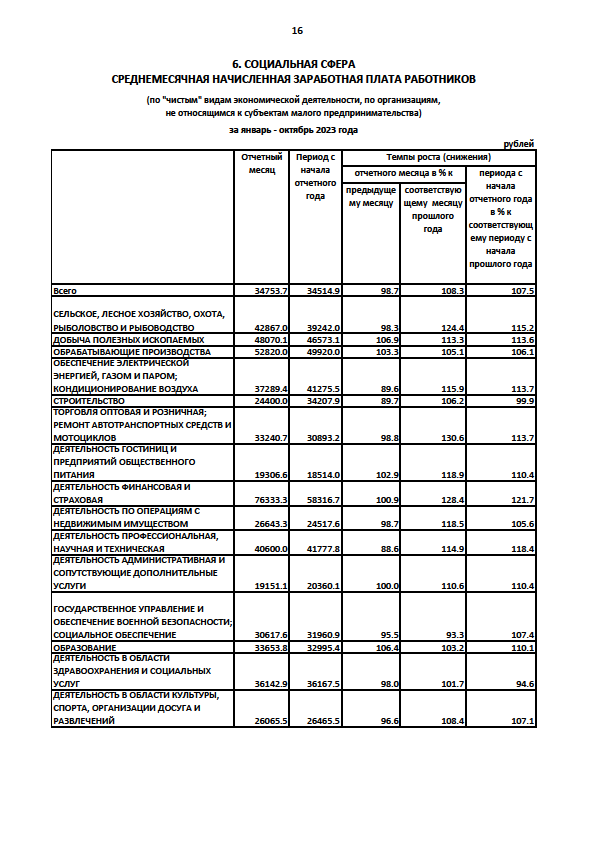 16
6. СОЦИАЛЬНАЯ СФЕРА
СРЕДНЕМЕСЯЧНАЯ НАЧИСЛЕННАЯ ЗАРАБОТНАЯ ПЛАТА РАБОТНИКОВ
(по "чистым" видам экономической деятельности, по организациям,
не относящимся к субъектам малого предпринимательства)
за январь - октябрь 2023 года
рублей
Отчетный месяц | Период с начала отчетного года | Темпы роста (снижения)
отчетного месяца в % к | периода с начала отчетного года в % к соответствующ ему периоду с начала прошлого года
предыдуще му месяцу | соответствую щему месяцу прошлого года
Всего 34753.7 34514.9 98.7 108.3 107.5
СЕЛЬСКОЕ, ЛЕСНОЕ ХОЗЯЙСТВО, ОХОТА,
РЫБОЛОВСТВО И РЫБОВОДСТВО 42867.0 39242.0 98.3 124.4 115.2
ДОБЫЧА ПОЛЕЗНЫХ ИСКОПАЕМЫХ 48070.1 46573.1 106.9 113.3 113.6
ОБРАБАТЫВАЮЩИЕ ПРОИЗВОДСТВА 52820.0 49920.0 103.3 105.1 106.1
ОБЕСПЕЧЕНИЕ ЭЛЕКТРИЧЕСКОЙ
ЭНЕРГИЕЙ, ГАЗОМ И ПАРОМ;
КОНДИЦИОНИРОВАНИЕ ВОЗДУХА 37289.4 41275.5 89.6 115.9 113.7
СТРОИТЕЛЬСТВО 24400.0 34207.9 89.7 106.2 99.9
ТОРГОВЛЯ ОПТОВАЯ И РОЗНИЧНАЯ;
РЕМОНТ АВТОТРАНСПОРТНЫХ СРЕДСТВ И
МОТОЦИКЛОВ 33240.7 30893.2 98.8 130.6 113.7
ДЕЯТЕЛЬНОСТЬ ГОСТИНИЦ И
ПРЕДПРИЯТИЙ ОБЩЕСТВЕННОГО
ПИТАНИЯ 19306.6 18514.0 102.9 118.9 110.4
ДЕЯТЕЛЬНОСТЬ ФИНАНСОВАЯ И
СТРАХОВАЯ 76333.3 58316.7 100.9 128.4 121.7
ДЕЯТЕЛЬНОСТЬ ПО ОПЕРАЦИЯМ С
НЕДВИЖИМЫМ ИМУЩЕСТВОМ 26643.3 24517.6 98.7 118.5 105.6
ДЕЯТЕЛЬНОСТЬ ПРОФЕССИОНАЛЬНАЯ,
НАУЧНАЯ И ТЕХНИЧЕСКАЯ 40600.0 41777.8 88.6 114.9 118.4
ДЕЯТЕЛЬНОСТЬ АДМИНИСТРАТИВНАЯ И
СОПУТСТВУЮЩИЕ ДОПОЛНИТЕЛЬНЫЕ
УСЛУГИ 19151.1 20360.1 100.0 110.6 110.4
ГОСУДАРСТВЕННОЕ УПРАВЛЕНИЕ И
ОБЕСПЕЧЕНИЕ ВОЕННОЙ БЕЗОПАСНОСТИ;
СОЦИАЛЬНОЕ ОБЕСПЕЧЕНИЕ 30617.6 31960.9 95.5 93.3 107.4
ОБРАЗОВАНИЕ 33653.8 32995.4 106.4 103.2 110.1
ДЕЯТЕЛЬНОСТЬ В ОБЛАСТИ
ЗДРАВООХРАНЕНИЯ И СОЦИАЛЬНЫХ
УСЛУГ 36142.9 36167.5 98.0 101.7 94.6
ДЕЯТЕЛЬНОСТЬ В ОБЛАСТИ КУЛЬТУРЫ,
СПОРТА, ОРГАНИЗАЦИИ ДОСУГА И
РАЗВЛЕЧЕНИЙ 26065.5 26465.5 96.6 108.4 107.1